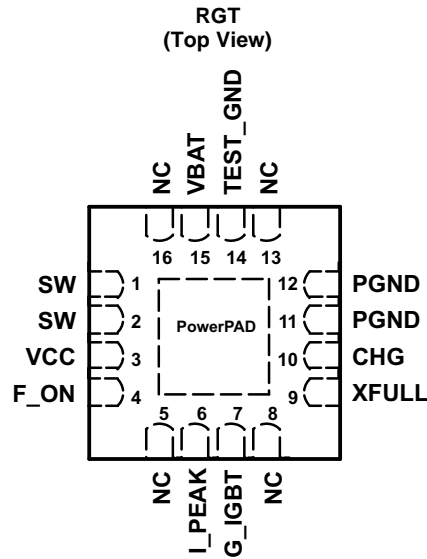 RGT
(Top View)
NC
VBAT
TEST_GND
NC
16 15 14 13
SW 1 12 PGND
SW 2 PowerPAD 11 PGND
VCC 3 10 CHG
F_ON 4 9 XFULL
5 6 7 8
NC
I_PEAK
G_IGBT
NC